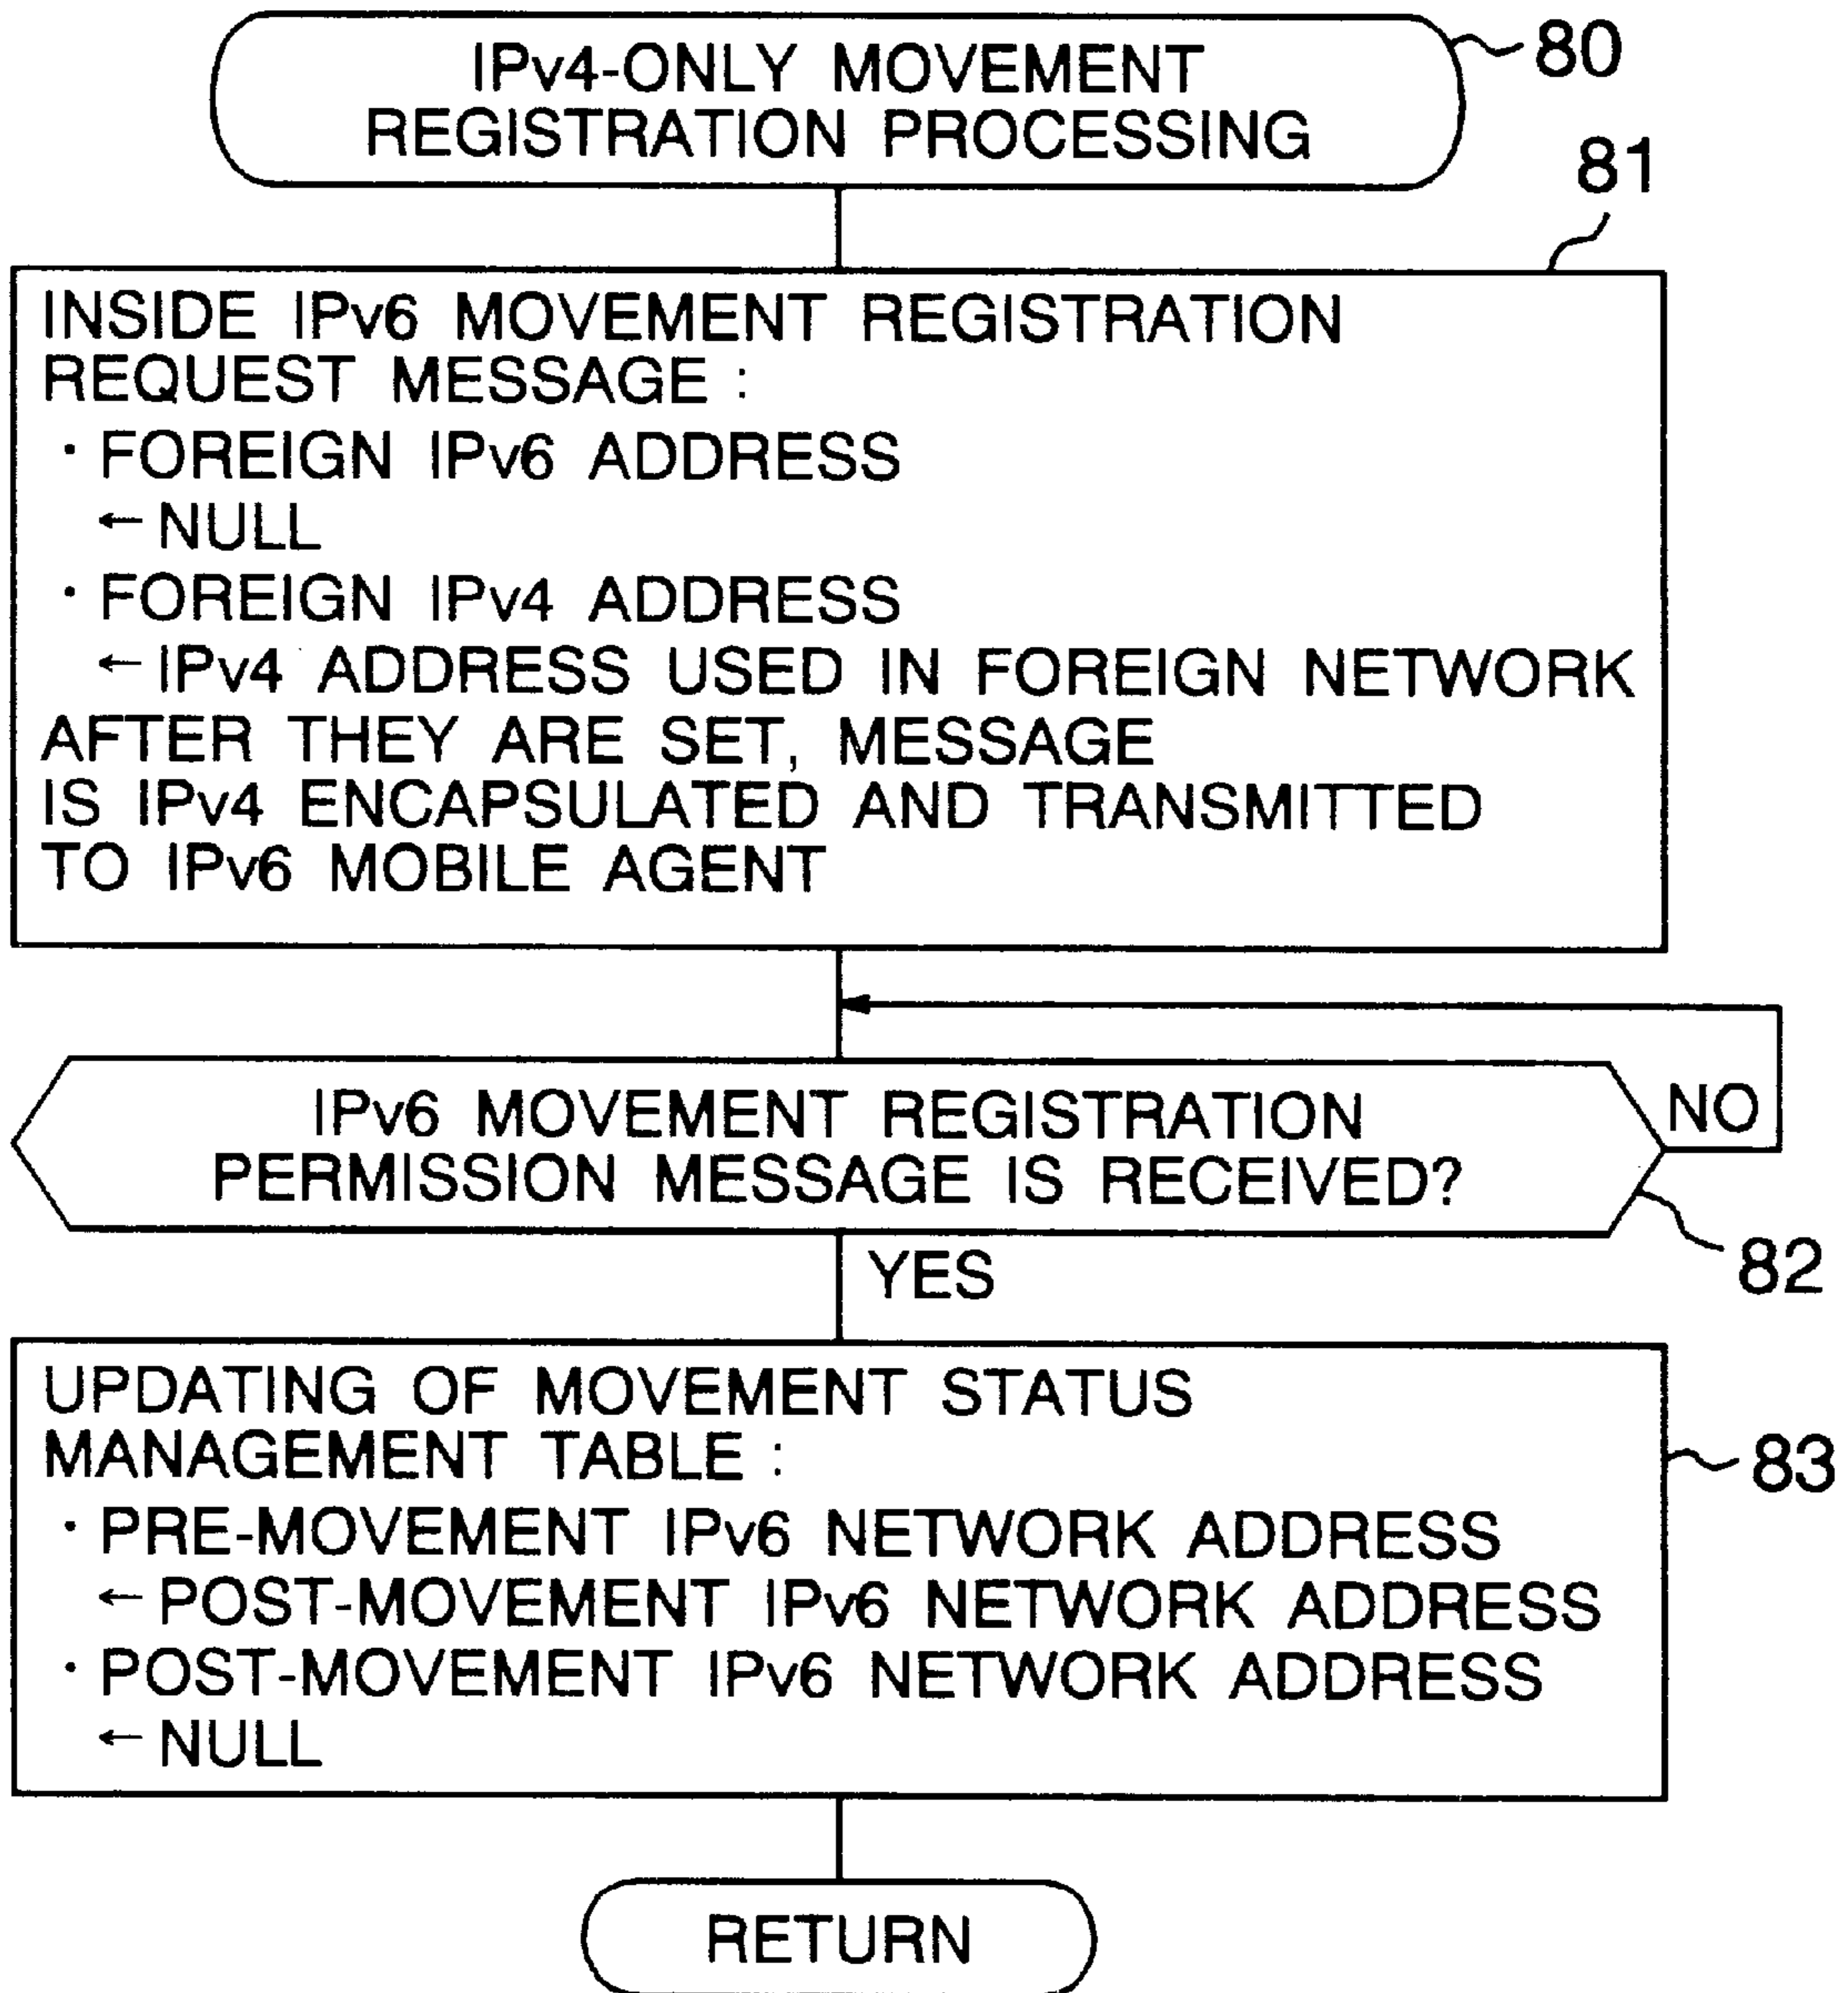 IPv4-ONLY MOVEMENT
REGISTRATION PROCESSING
80
81
INSIDE IPv6 MOVEMENT REGISTRATION
REQUEST MESSAGE :
· FOREIGN IPv6 ADDRESS
← NULL
· FOREIGN IPv4 ADDRESS
← IPv4 ADDRESS USED IN FOREIGN NETWORK
AFTER THEY ARE SET, MESSAGE
IS IPv4 ENCAPSULATED AND TRANSMITTED
TO IPv6 MOBILE AGENT
IPv6 MOVEMENT REGISTRATION
PERMISSION MESSAGE IS RECEIVED?
NO
82
YES
UPDATING OF MOVEMENT STATUS
MANAGEMENT TABLE :
· PRE-MOVEMENT IPv6 NETWORK ADDRESS
← POST-MOVEMENT IPv6 NETWORK ADDRESS
· POST-MOVEMENT IPv6 NETWORK ADDRESS
← NULL
83
RETURN